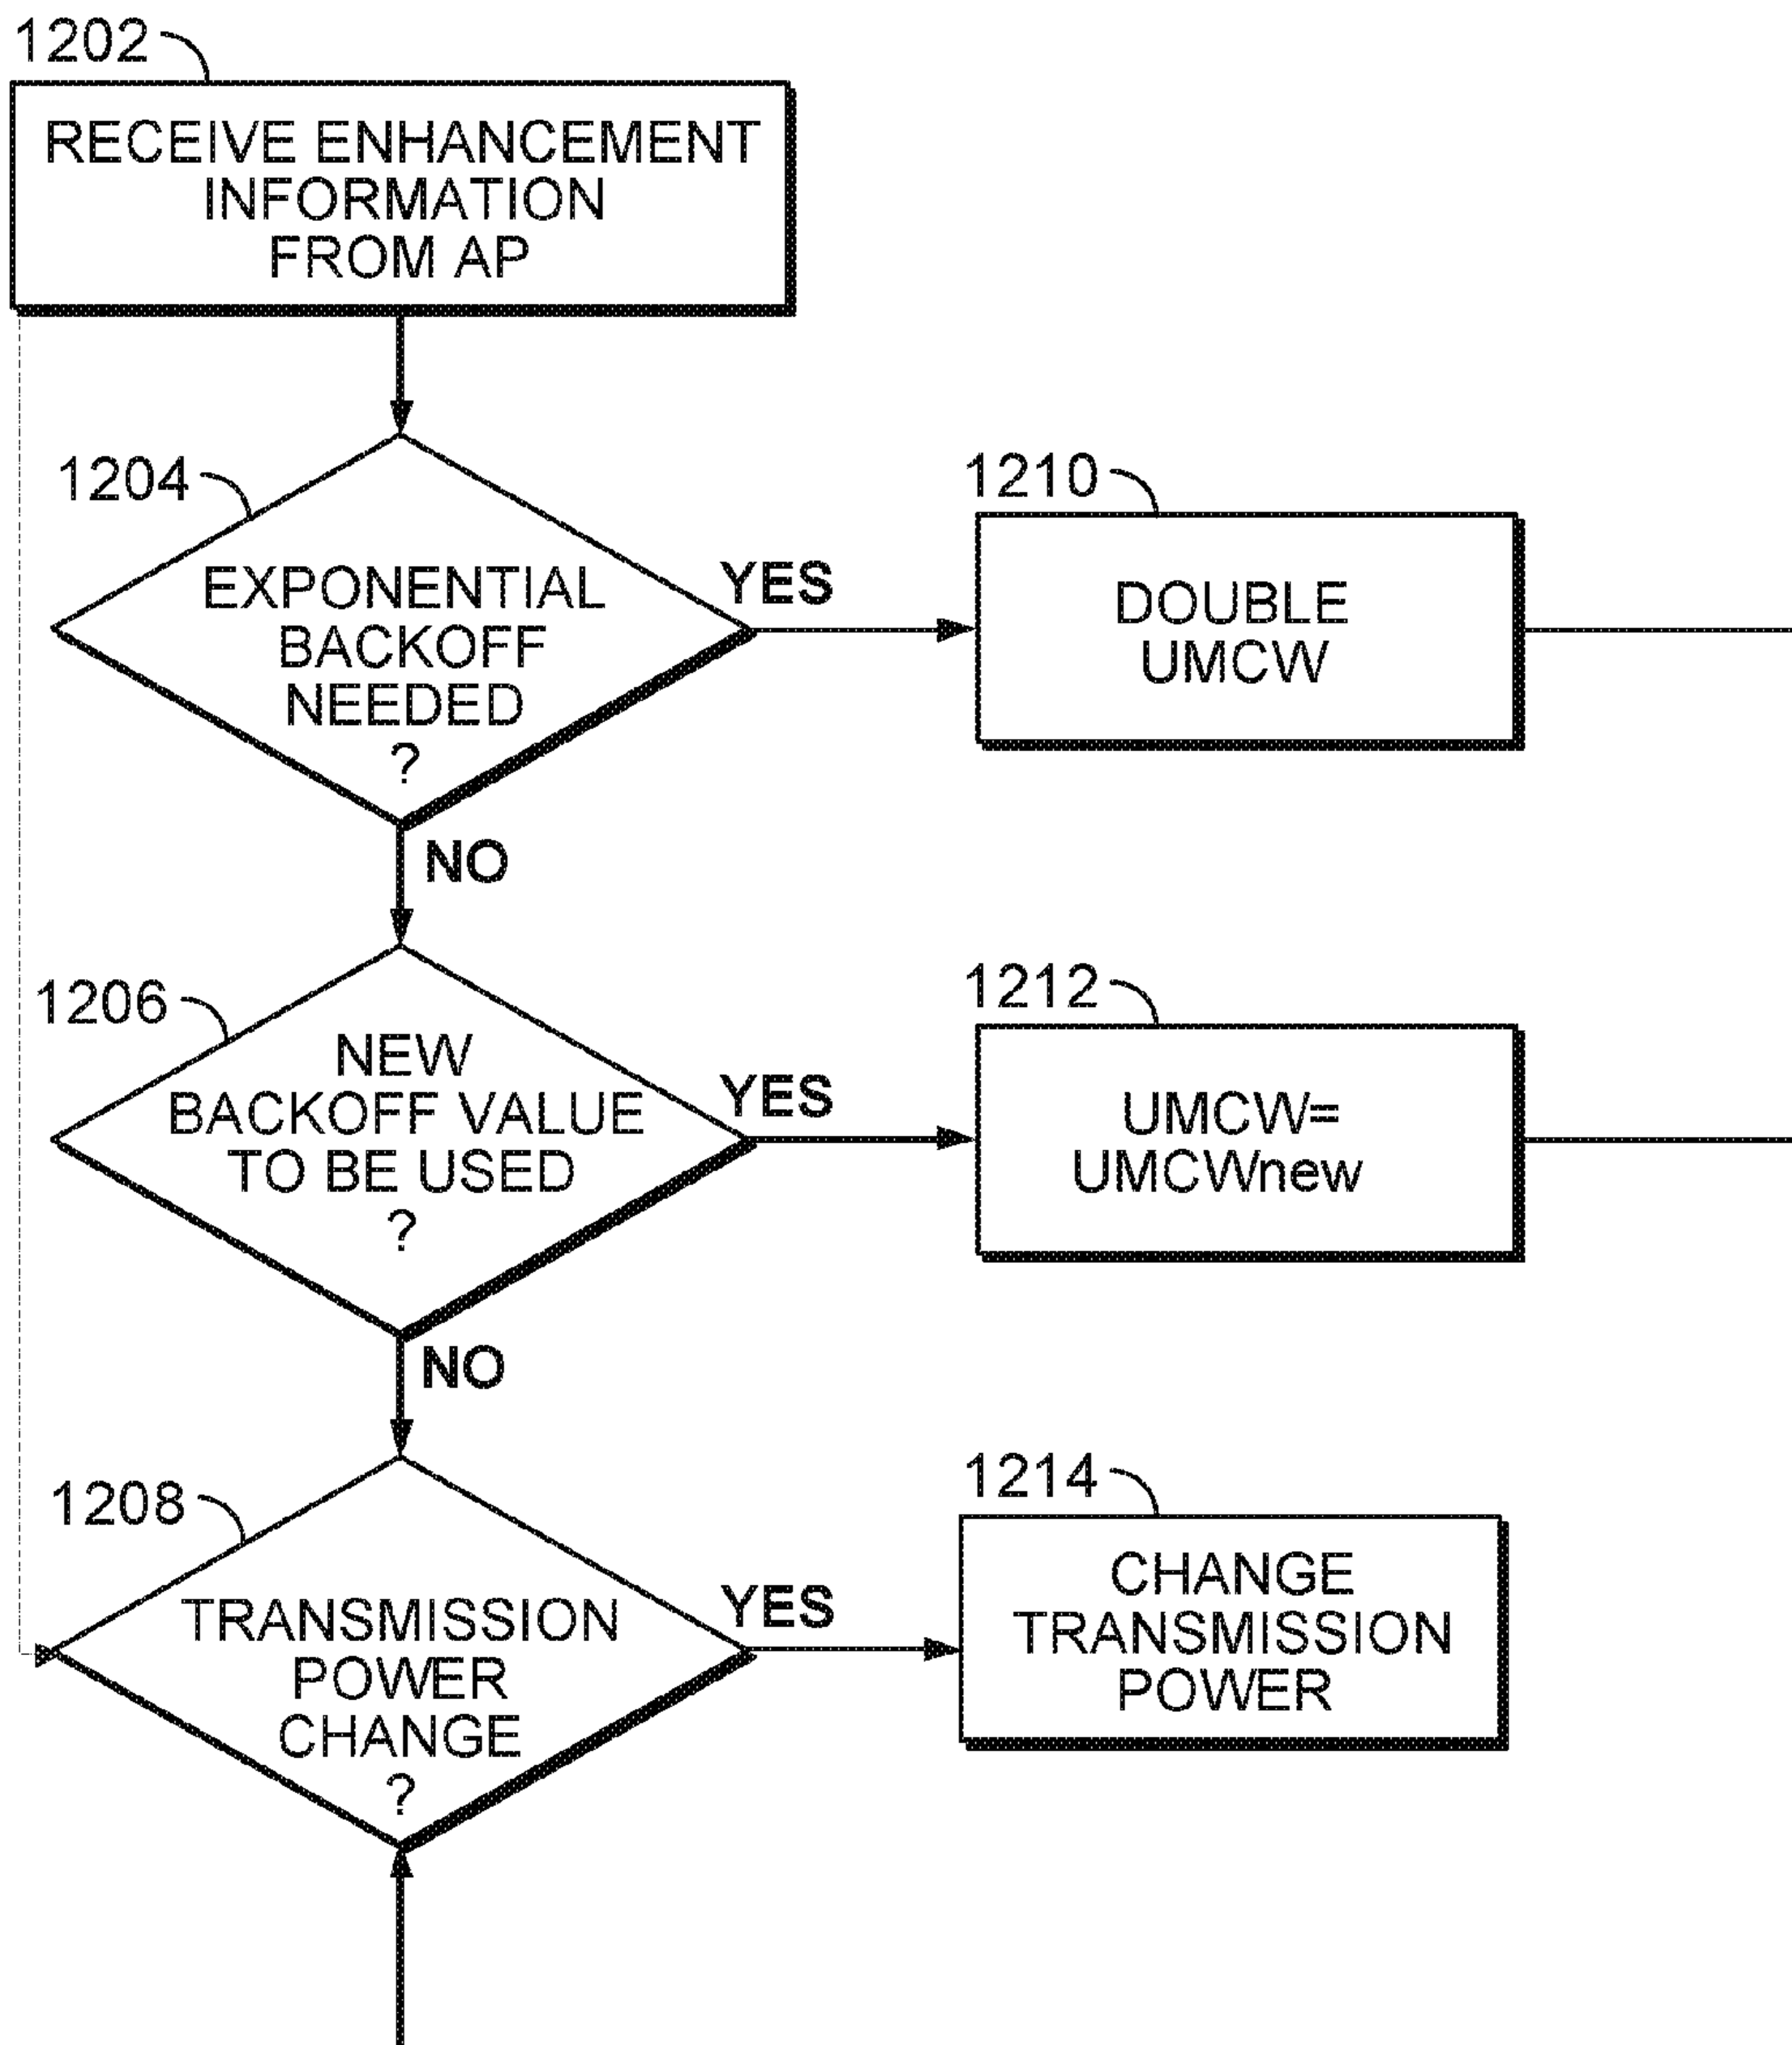 1202
RECEIVE ENHANCEMENT
INFORMATION
FROM AP
1204
EXPONENTIAL
BACKOFF
NEEDED
?
YES
1210
DOUBLE
UMCW
NO
1206
NEW
BACKOFF VALUE
TO BE USED
?
YES
1212
UMCW=
UMCWnew
NO
1208
TRANSMISSION
POWER
CHANGE
?
YES
1214
CHANGE
TRANSMISSION
POWER